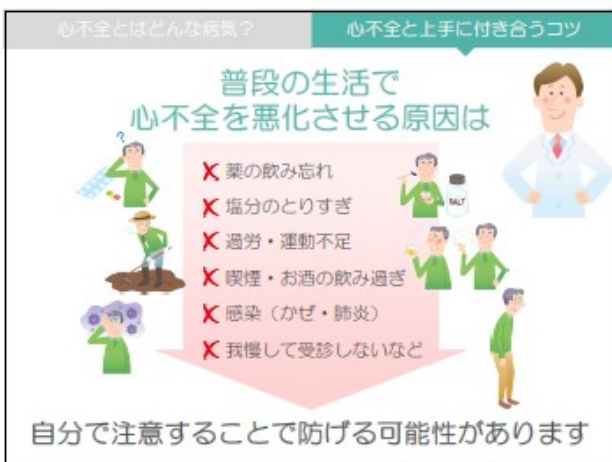 心不全とはどんな病気？
心不全と上手に付き合うコツ
普段の生活で
心不全を悪化させる原因は
?
✗ 薬の飲み忘れ
✗ 塩分のとりすぎ
SALT
✗ 過労・運動不足
✗ 喫煙・お酒の飲み過ぎ
✗ 感染（かぜ・肺炎）
✗ 我慢して受診しないなど
自分で注意することで防げる可能性があります